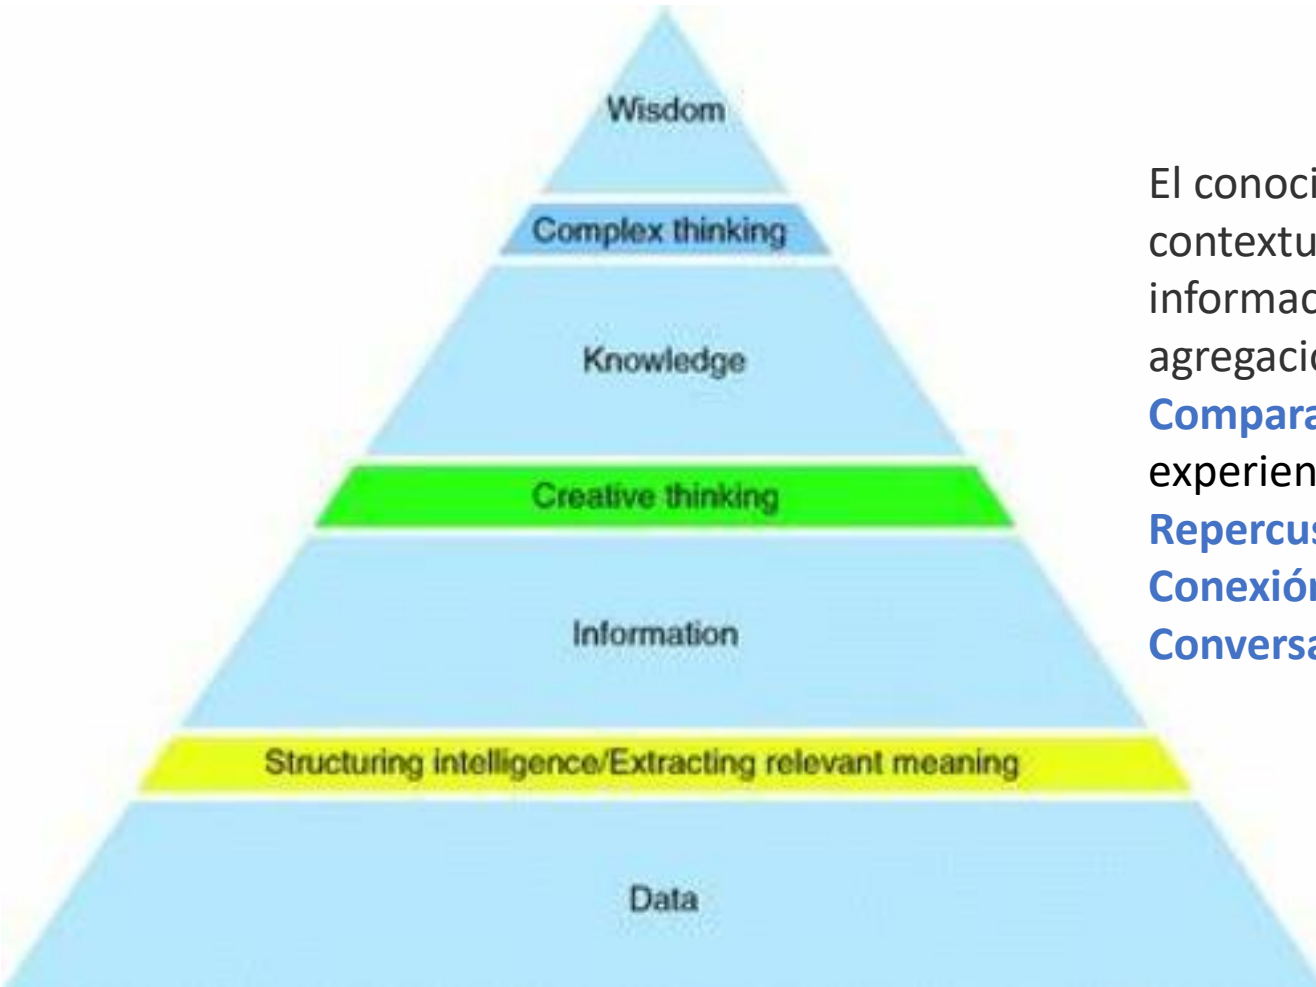 Wisdom
Complex thinking
Knowledge
Creative thinking
Information
Structuring intelligence/Extracting relevant meaning
Data
El conoci
contextu
informac
agregació
Compara
experien
Repercus
Conexión
Conversa